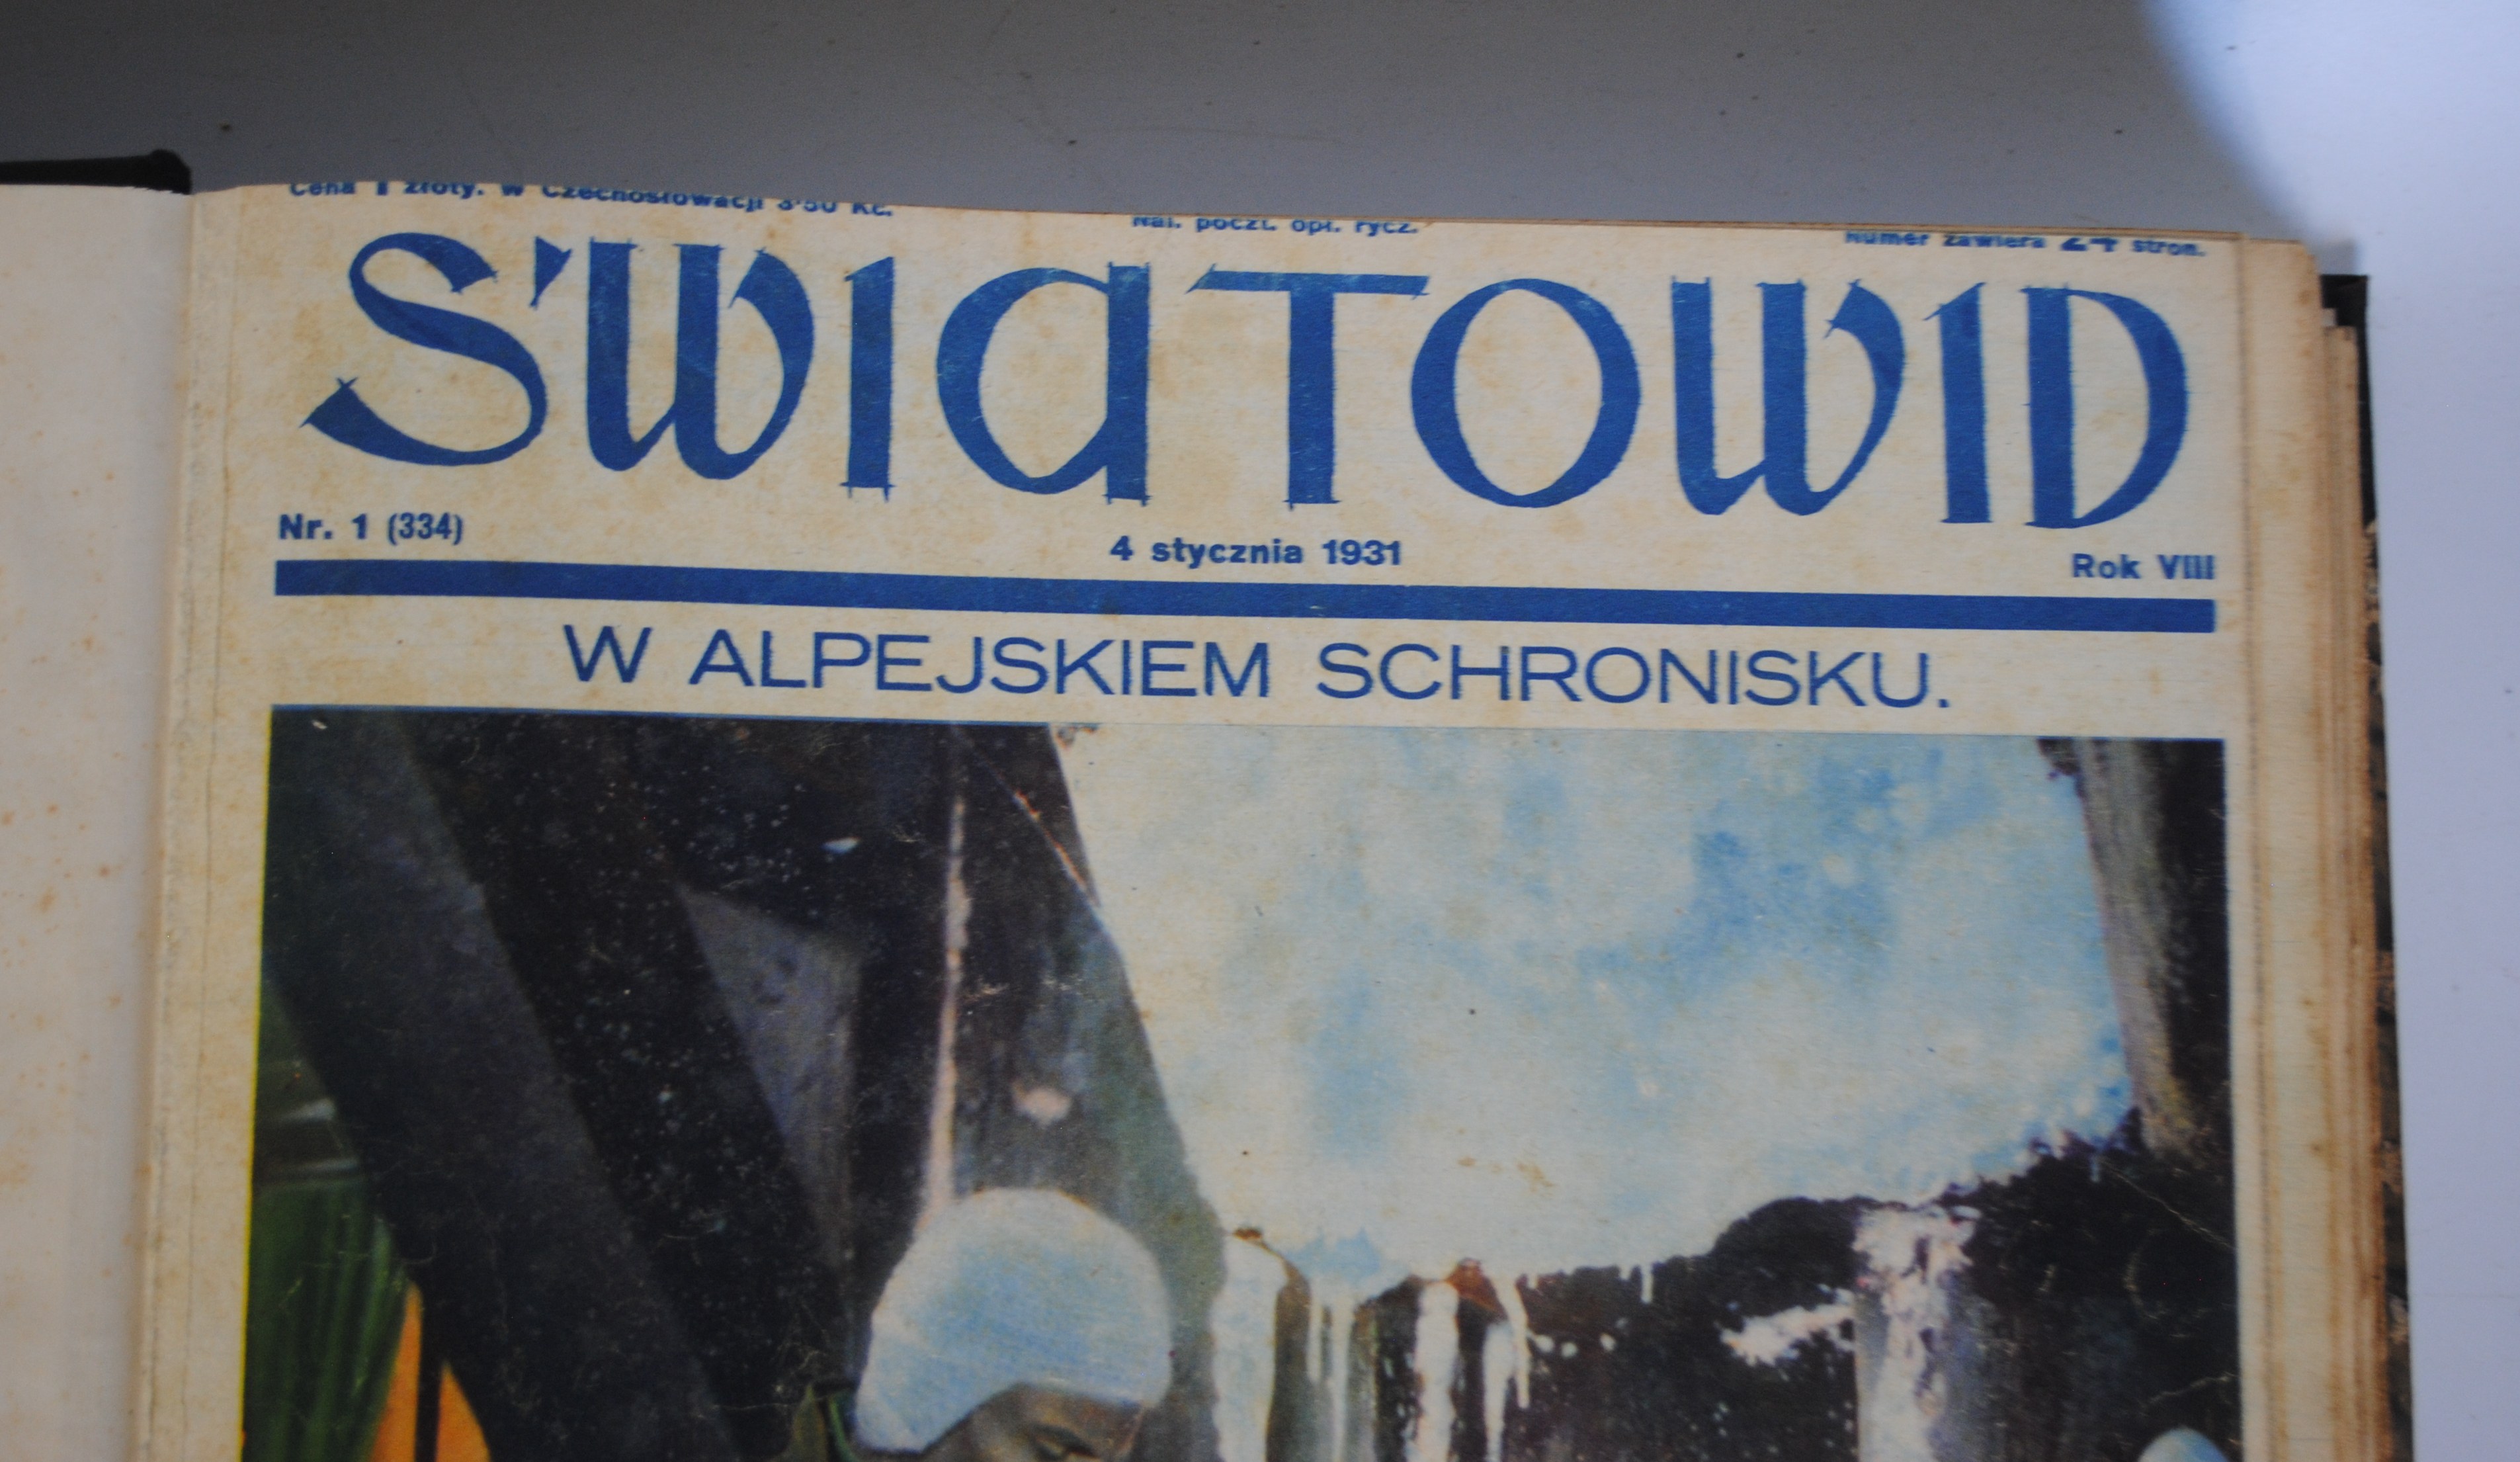 Cena 1 złoty. W Czechosłowacji 3·50 Kc.
Nal. poczt. opł. rycz.
Numer zawiera 24 stron.
ŚWIATOWID
Nr. 1 (334)
4 stycznia 1931
Rok VIII
W ALPEJSKIEM SCHRONISKU.